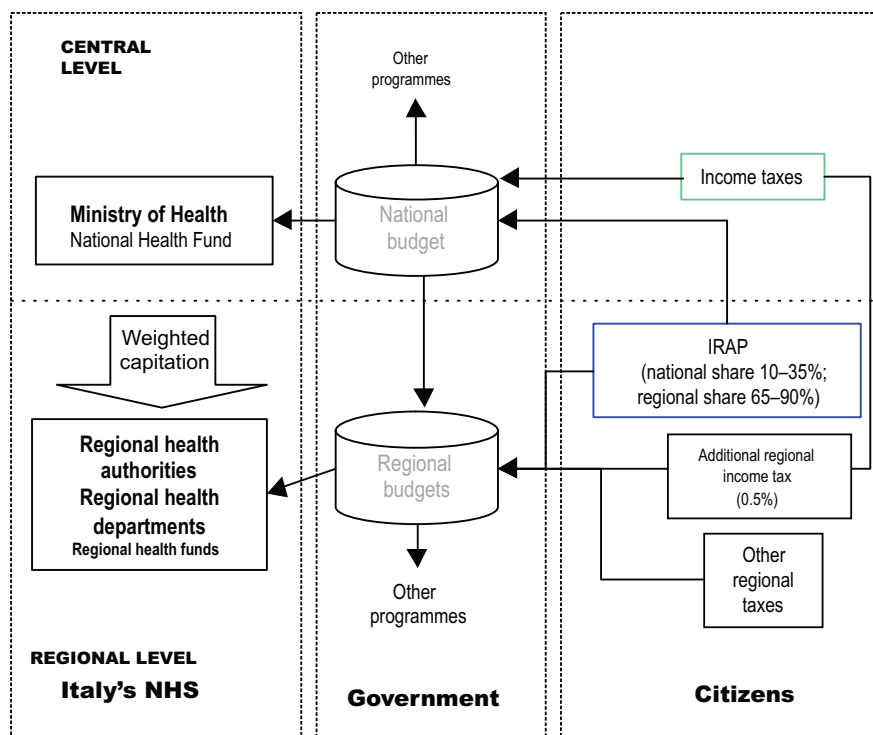 CENTRAL
LEVEL
Other
programmes
Income taxes
Ministry of Health
National Health Fund
National
budget
Weighted
capitation
IRAP
(national share 10–35%;
regional share 65–90%)
Regional health
authorities
Regional health
departments
Regional health funds
Regional
budgets
Additional regional
income tax
(0.5%)
Other
regional
taxes
Other
programmes
REGIONAL LEVEL
Italy's NHS
Government
Citizens